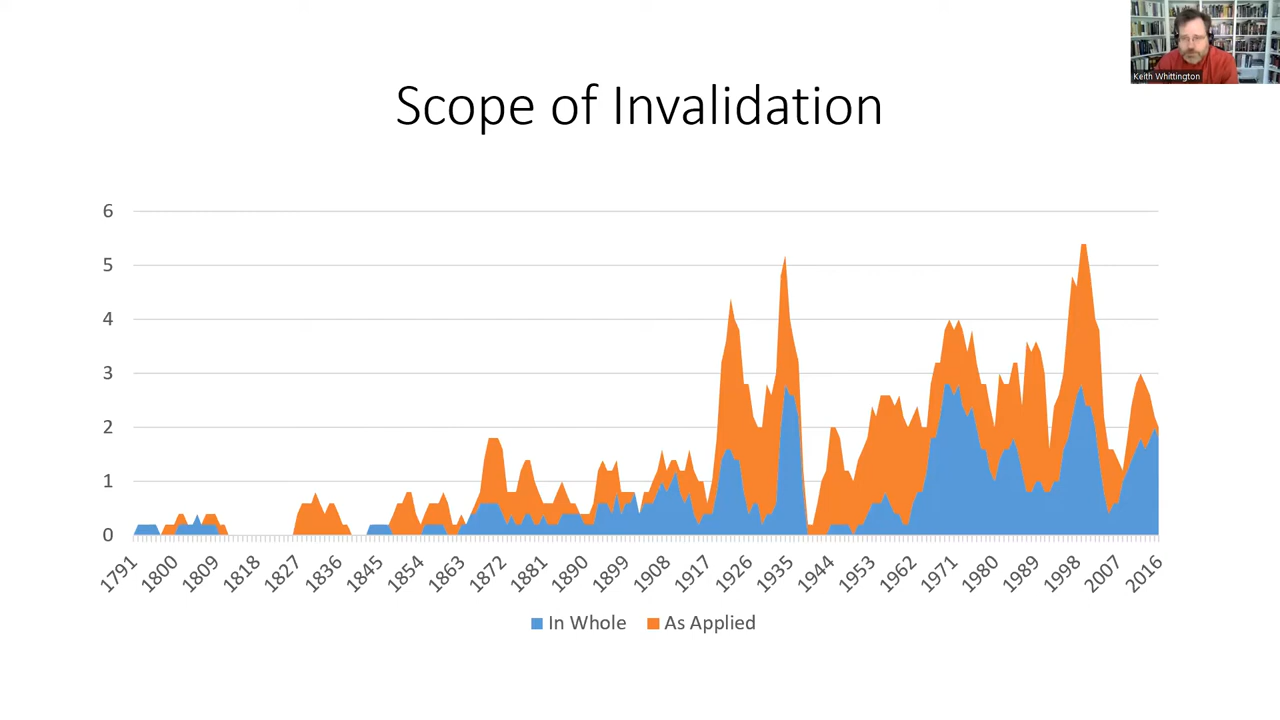 Keith Whittington
Scope of Invalidation
6
5
4
3
2
1
0
1791 1800 1809 1818 1827 1836 1845 1854 1863 1872 1881 1890 1899 1908 1917 1926 1935 1944 1953 1962 1971 1980 1989 1998 2007 2016
In Whole As Applied